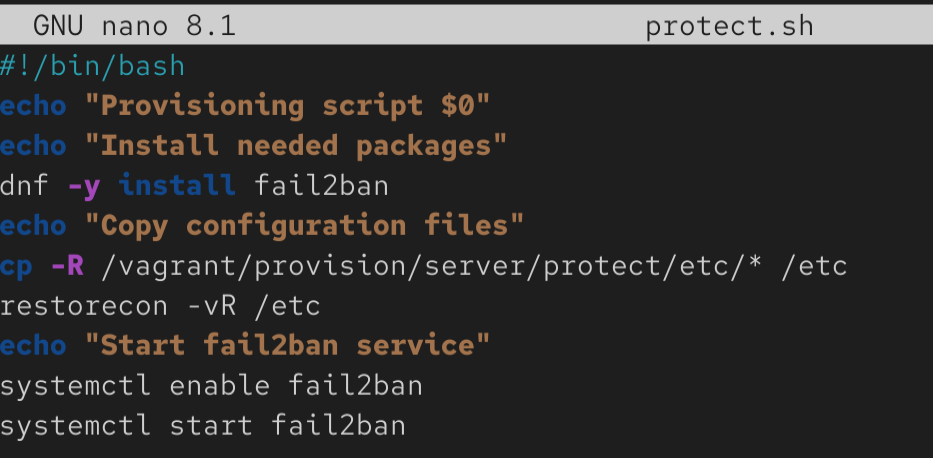 GNU nano 8.1 protect.sh
#!/bin/bash
echo "Provisioning script $0"
echo "Install needed packages"
dnf -y install fail2ban
echo "Copy configuration files"
cp -R /vagrant/provision/server/protect/etc/* /etc
restorecon -vR /etc
echo "Start fail2ban service"
systemctl enable fail2ban
systemctl start fail2ban